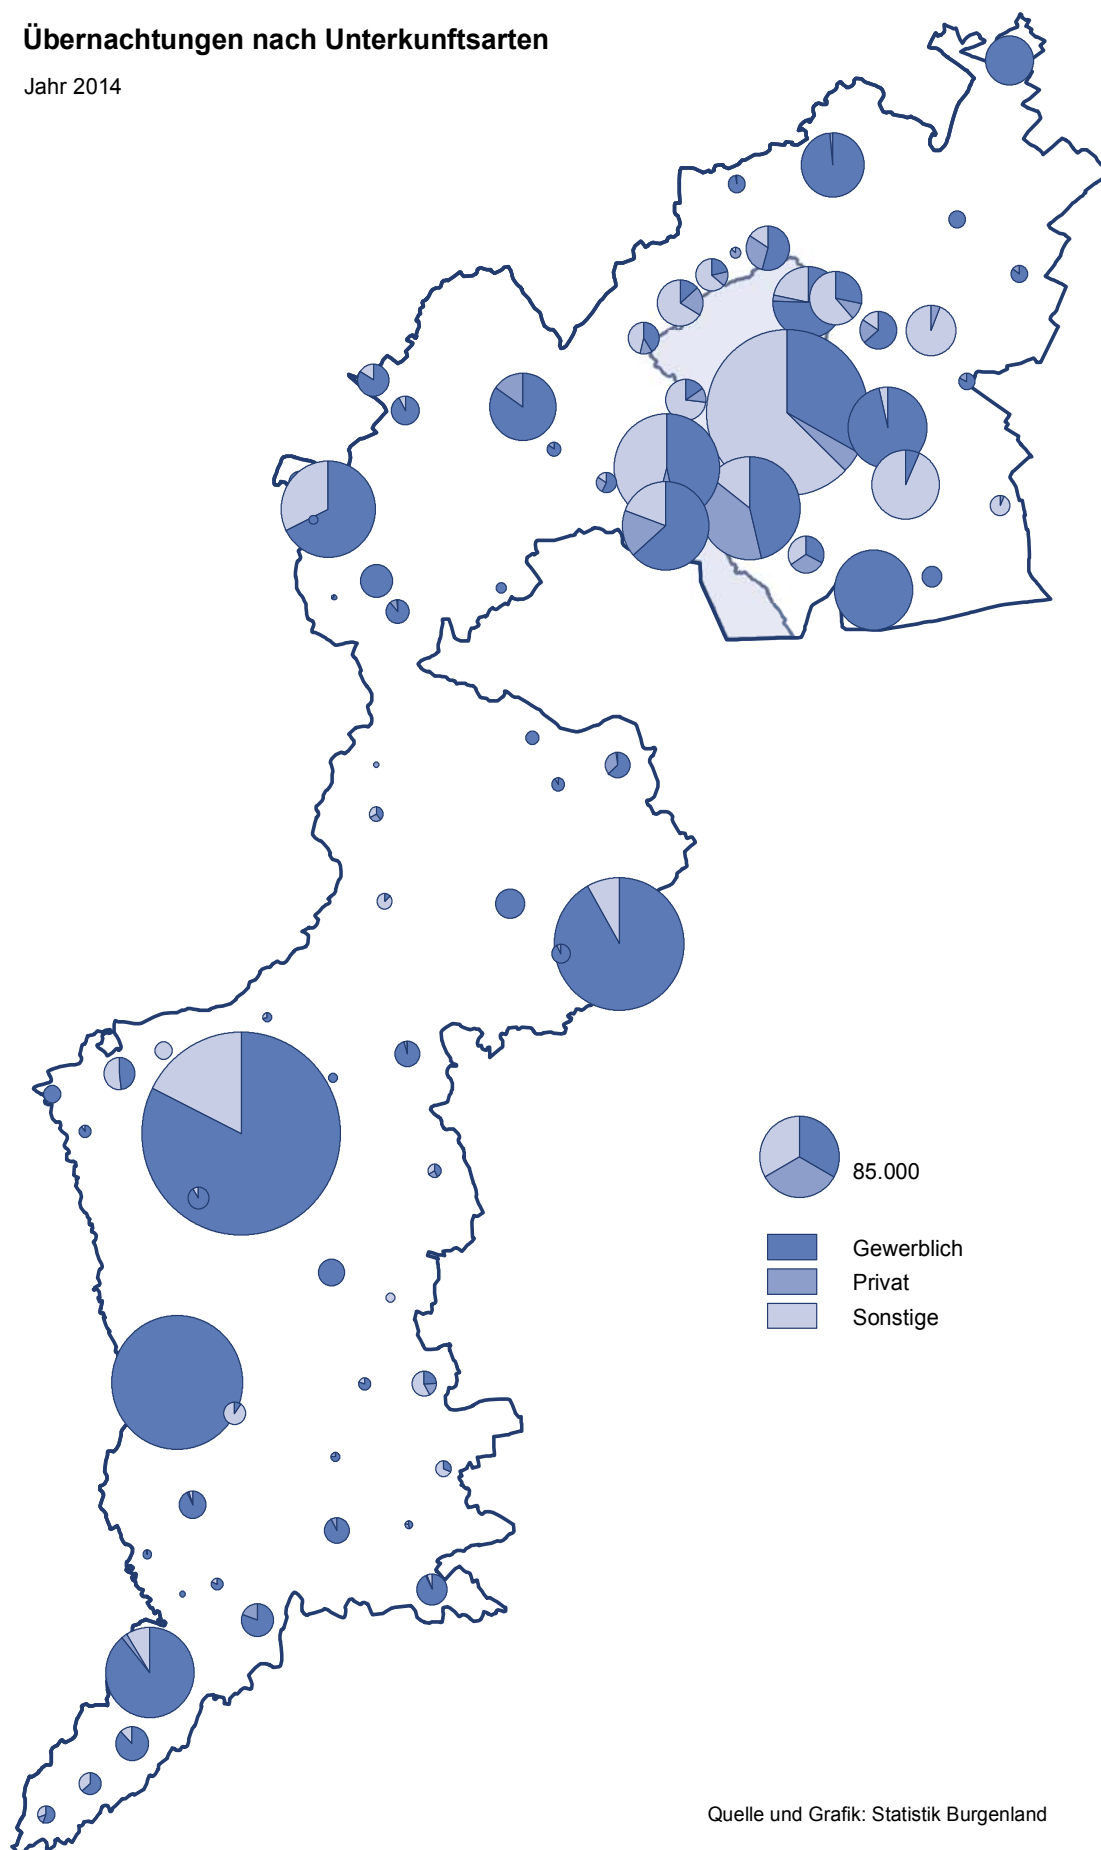 Übernachtungen nach Unterkunftsarten
Jahr 2014
85.000
Gewerblich
Privat
Sonstige
Quelle und Grafik: Statistik Burgenland